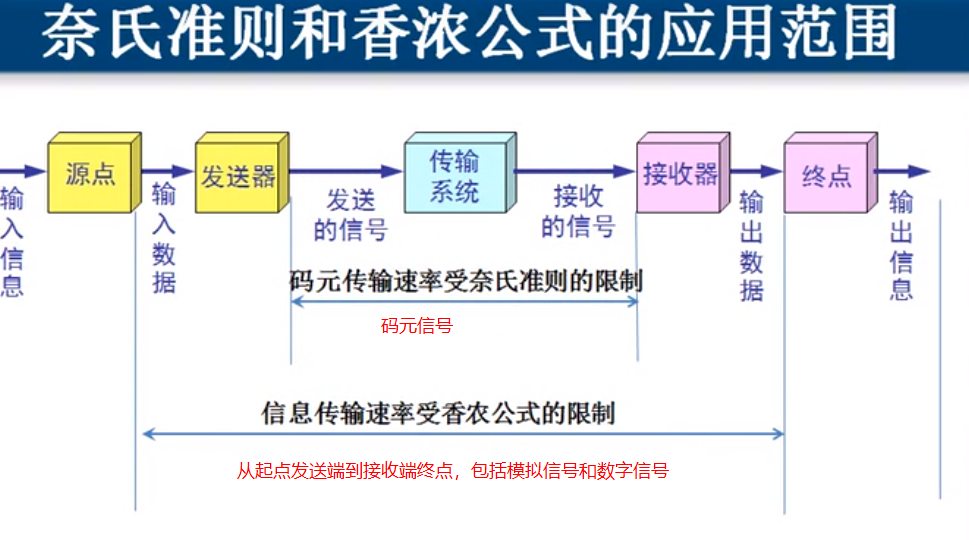 奈氏准则和香浓公式的应用范围
源点
发送器
传输
系统
接收器
终点
输入信息
输入数据
发送
的信号
接收
的信号
输出数据
输出信息
码元传输速率受奈氏准则的限制
码元信号
信息传输速率受香农公式的限制
从起点发送端到接收端终点，包括模拟信号和数字信号